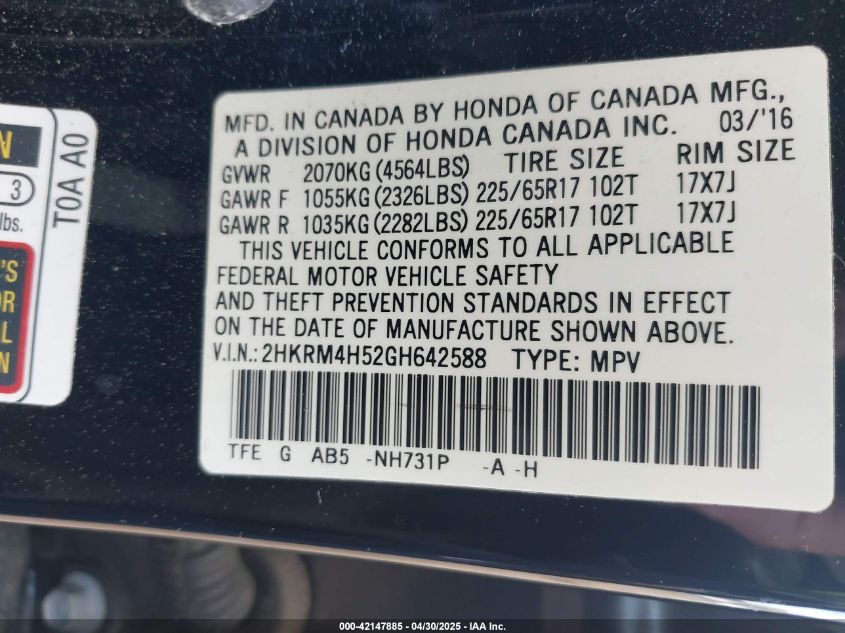 MFD. IN CANADA BY HONDA OF CANADA MFG.,
A DIVISION OF HONDA CANADA INC. 03/'16
GVWR 2070KG (4564LBS) TIRE SIZE RIM SIZE
GAWR F 1055KG (2326LBS) 225/65R17 102T 17X7J
GAWR R 1035KG (2282LBS) 225/65R17 102T 17X7J
THIS VEHICLE CONFORMS TO ALL APPLICABLE
FEDERAL MOTOR VEHICLE SAFETY
AND THEFT PREVENTION STANDARDS IN EFFECT
ON THE DATE OF MANUFACTURE SHOWN ABOVE.
V.I.N.: 2HKRM4H52GH642588 TYPE: MPV
TFE G AB5 -NH731P -A -H
N
3
lbs.
'S
OR
L
N
T0A A0
000-42147885 - 04/30/2025 - IAA Inc.